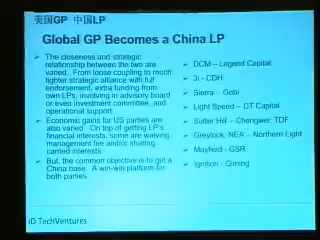 美国GP 中国LP
Global GP Becomes a China LP
The closeness and strategic
relationship between the two are
varied. From loose coupling to much
tighter strategic alliance with full
endorsement, extra funding from
own LPs, involving in advisory board
or even investment committee, and
operational support
Economic gains for US parties are
also varied. On top of getting LP's
financial interests, some are waiving
management fee and/or sharing
carried interests
But, the common objective is to get a
China base. A win-win platform for
both parties
DCM – Legend Capital
3i - CDH
Sierra – Gobi
Light Speed – DT Capital
Sutter Hill – Chengwei, TDF
Greylock, NEA – Northern Light
Mayfield - GSR
Ignition - Qiming
iD TechVentures